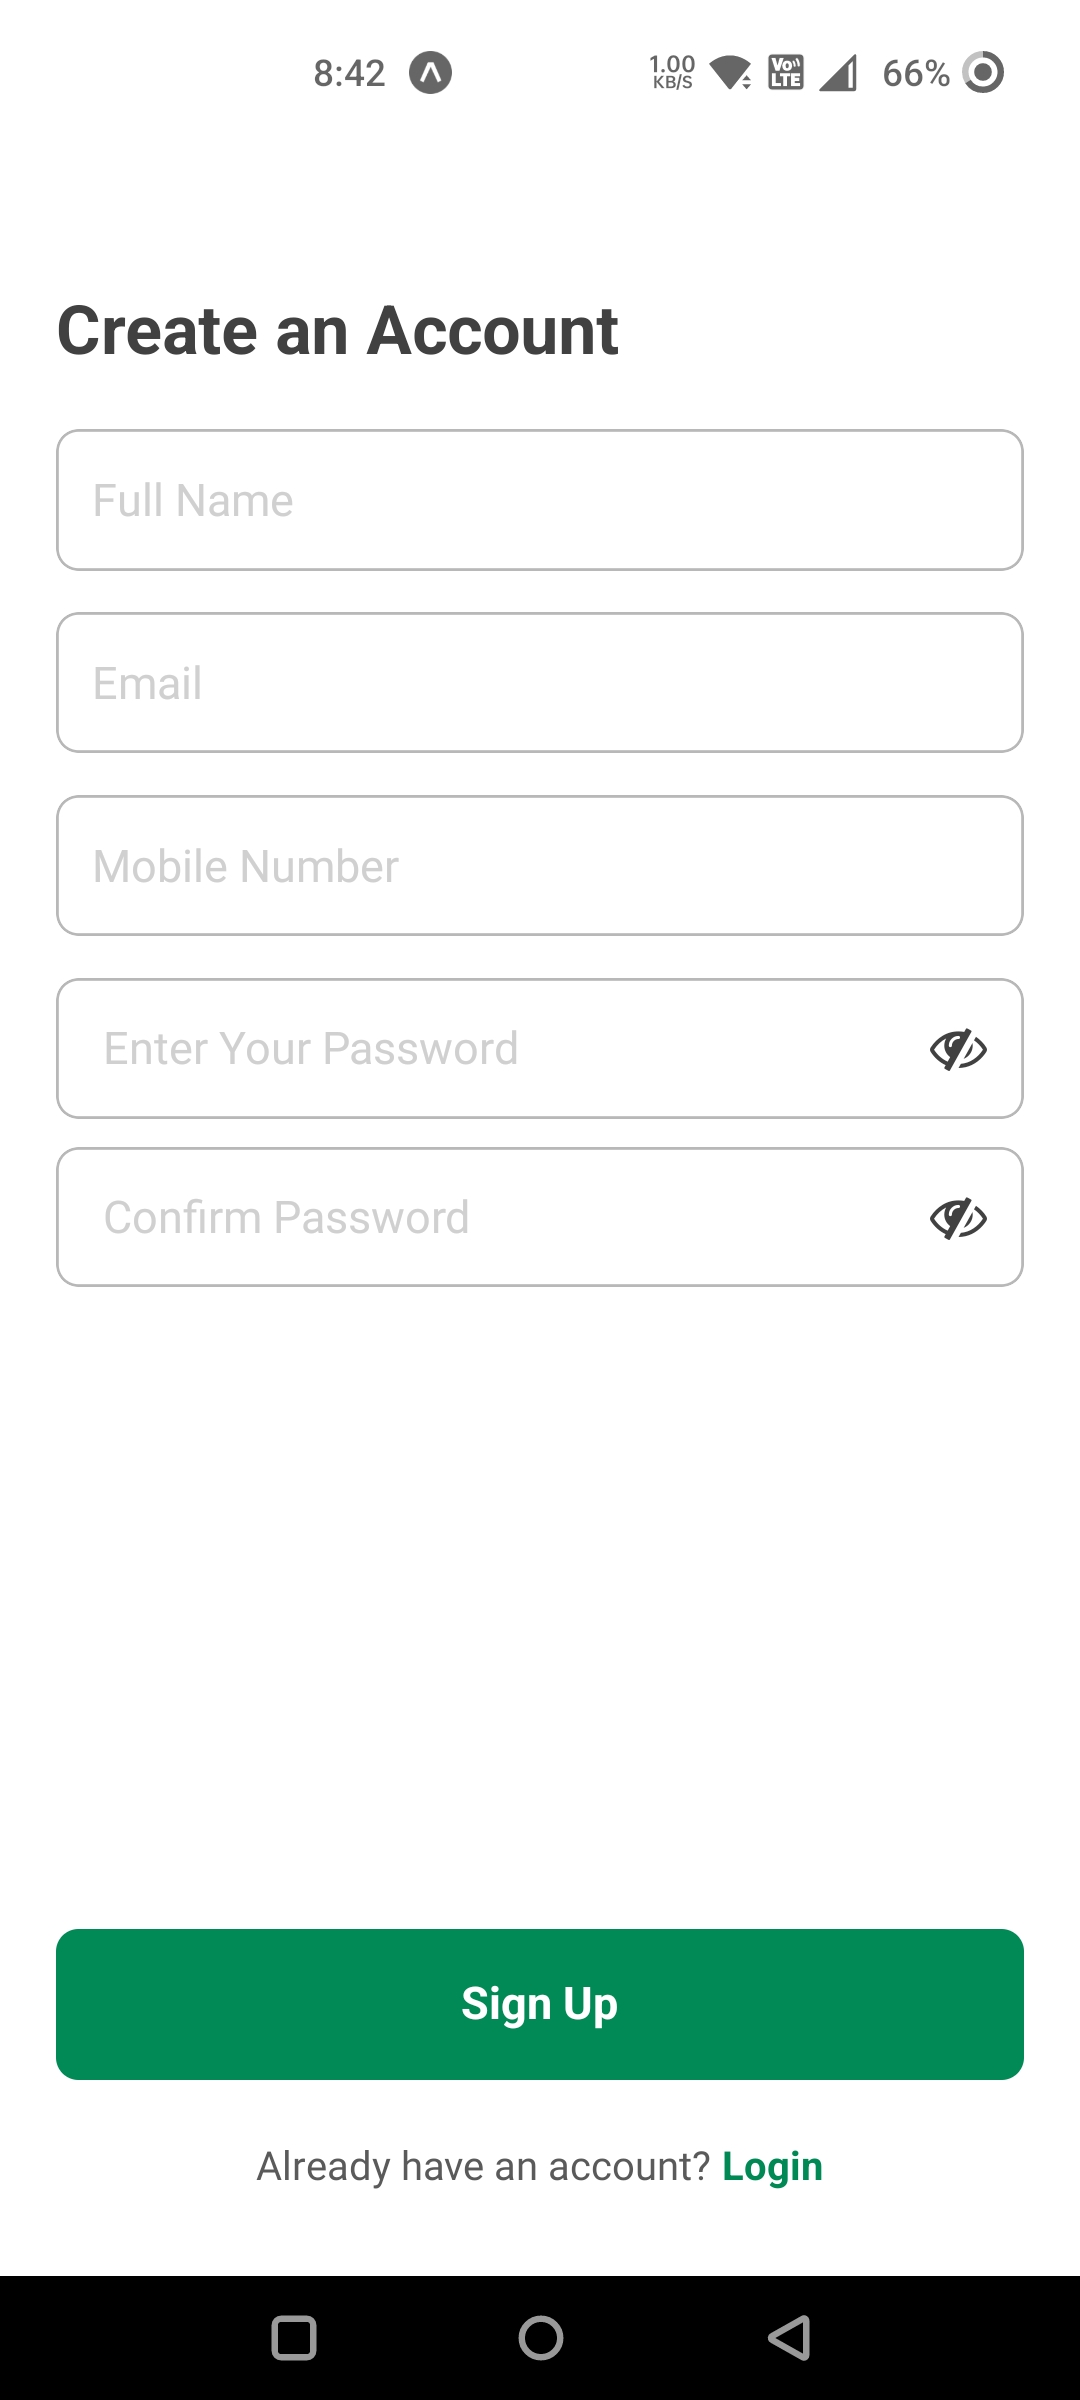 8:42
1.00
KB/S
Vo
LTE
66%
Create an Account
Full Name
Email
Mobile Number
Enter Your Password
Confirm Password
Sign Up
Already have an account? Login